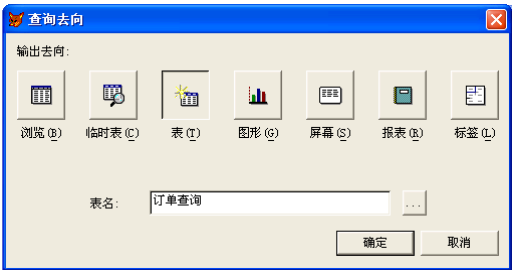 查询去向
输出去向:
浏览(B) 临时表(C) 表(T) 图形(G) 屏幕(S) 报表(R) 标签(L)
表名: 订单查询 ...
确定 取消